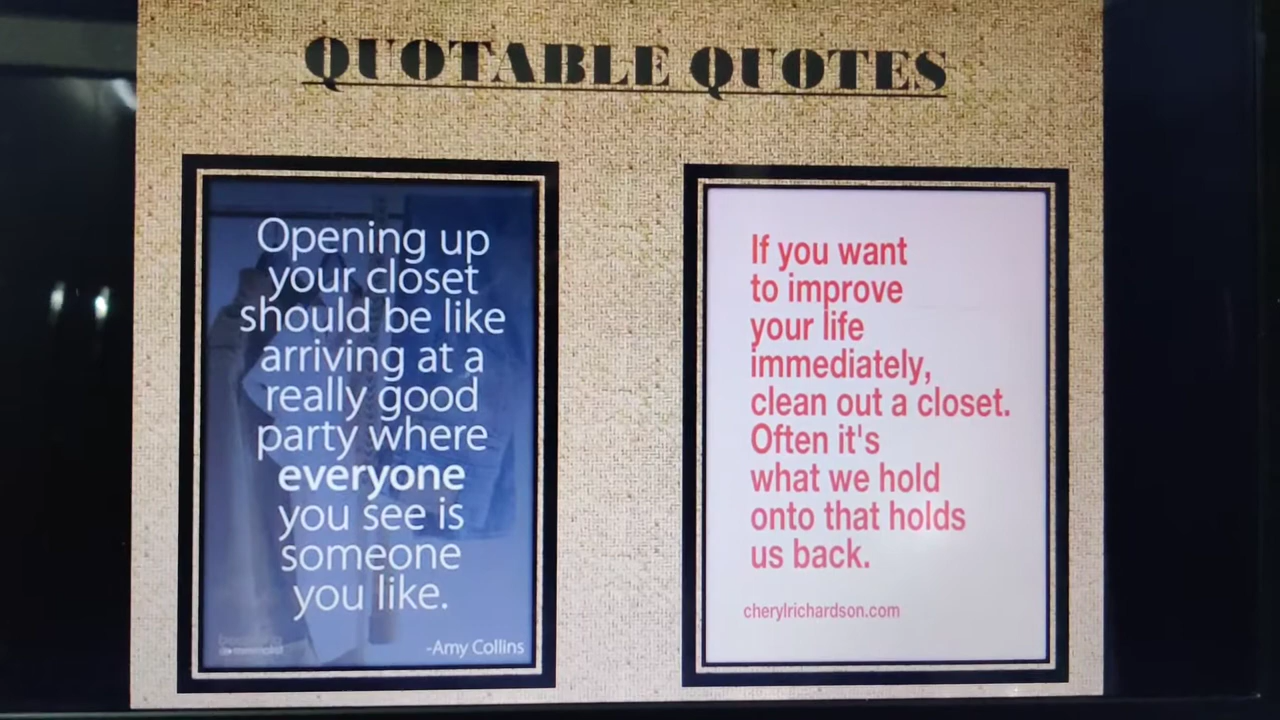 QUOTABLE QUOTES
Opening up
your closet
should be like
arriving at a
really good
party where
everyone
you see is
someone
you like.
-Amy Collins
If you want
to improve
your life
immediately,
clean out a closet.
Often it's
what we hold
onto that holds
us back.
cherylrichardson.com